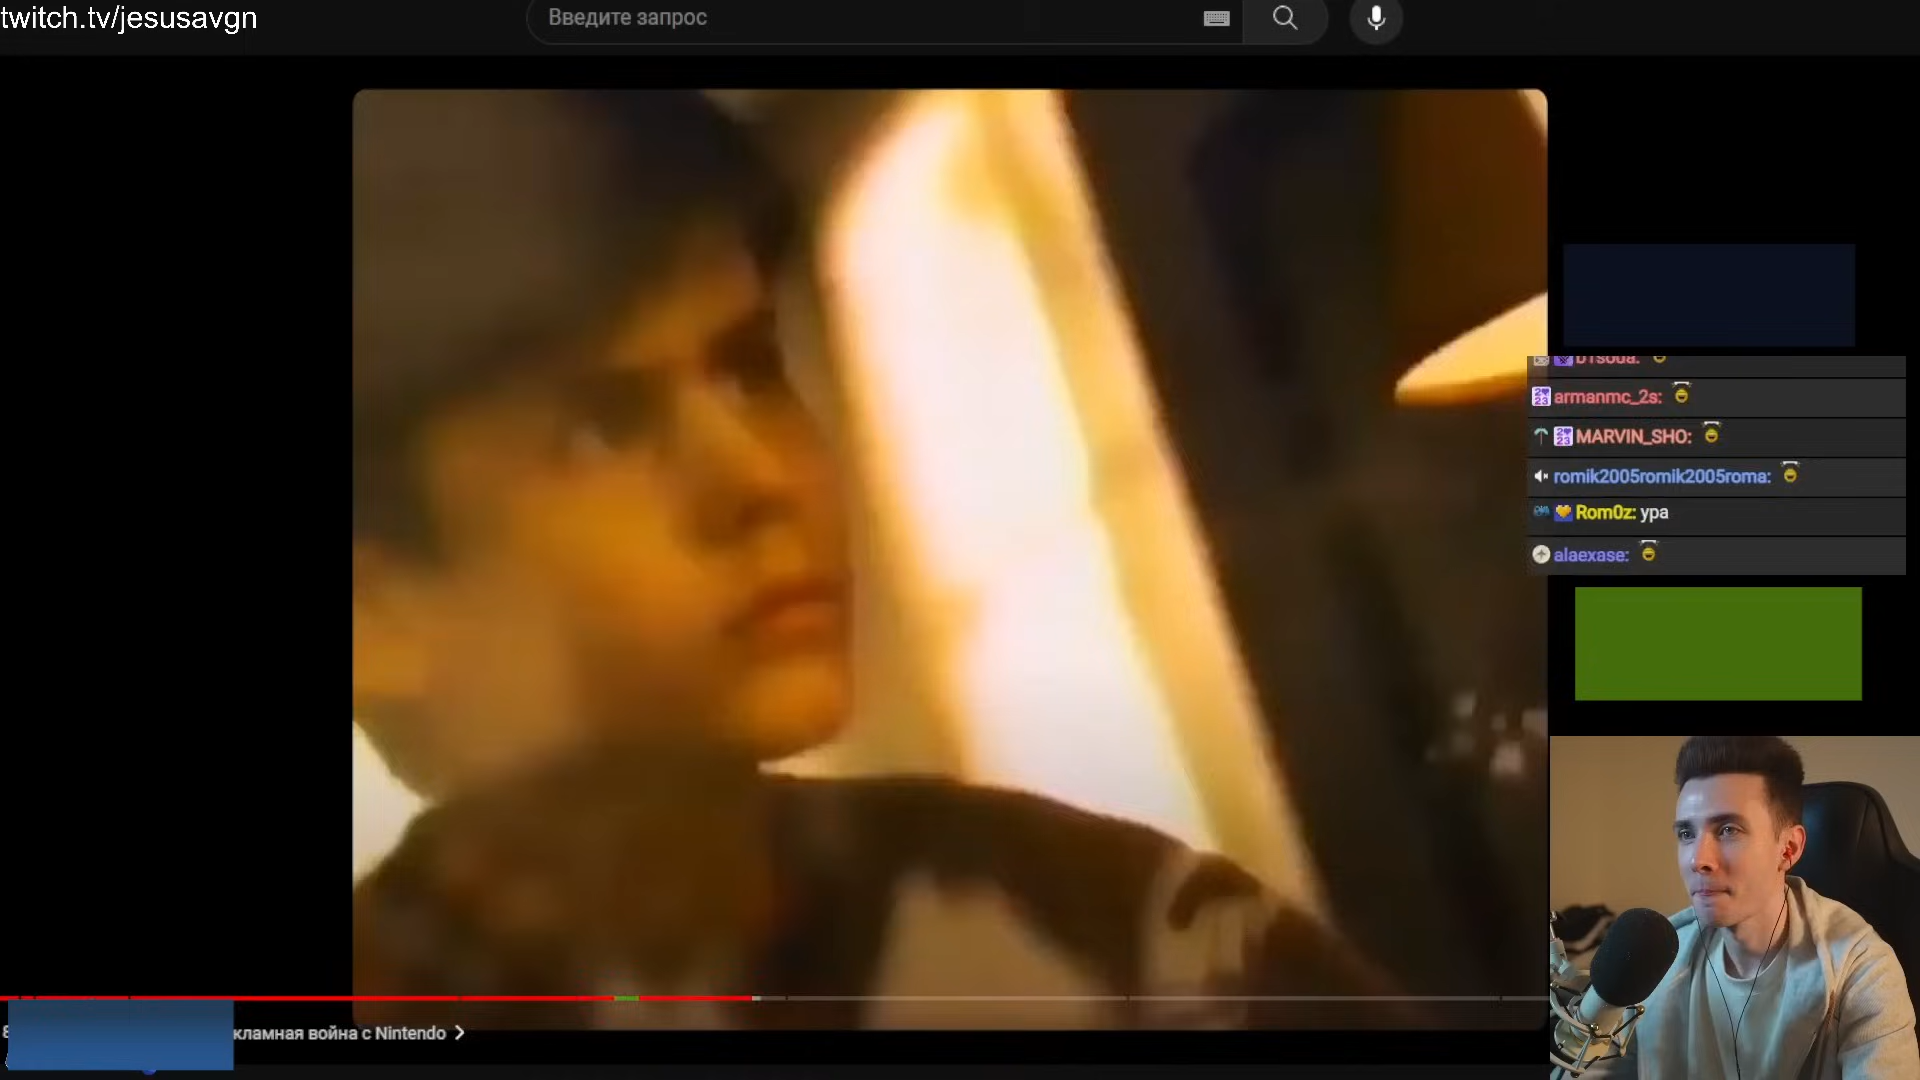 twitch.tv/jesusavgn
Введите запрос
armanmc_2s:
MARVIN_SHO:
romik2005romik2005roma:
Rom0z: ура
alaexase:
кламная война с Nintendo